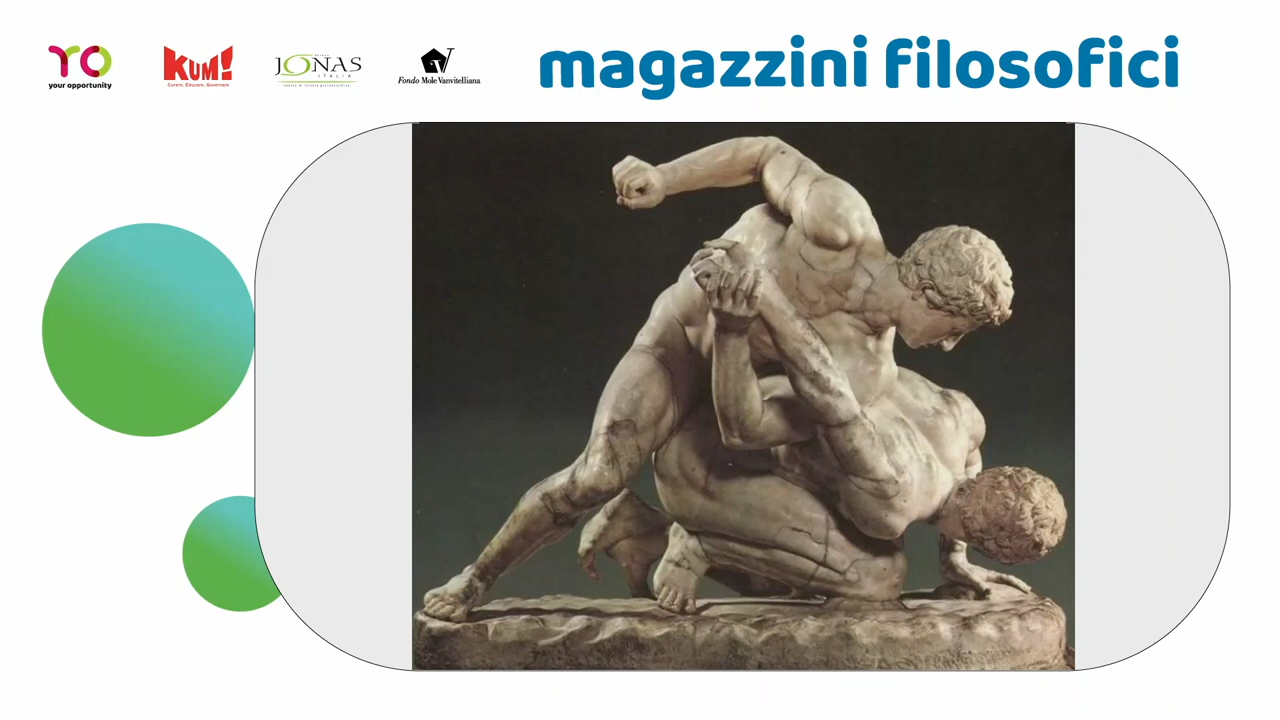 YO
your opportunity
KUM!
Curare, Educare, Governare
JONAS
ITALIA
Fondo Mole Vanvitelliana
magazzini filosofici